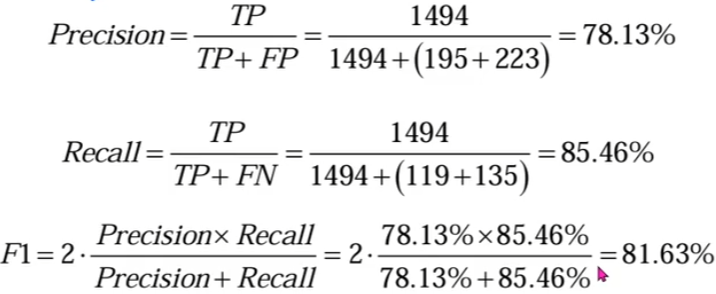 Precision = TP / TP + FP = 1494 / 1494 + (195 + 223) = 78.13%
Recall = TP / TP + FN = 1494 / 1494 + (119 + 135) = 85.46%
F1 = 2 · Precision × Recall / Precision + Recall = 2 · 78.13% × 85.46% / 78.13% + 85.46% = 81.63%